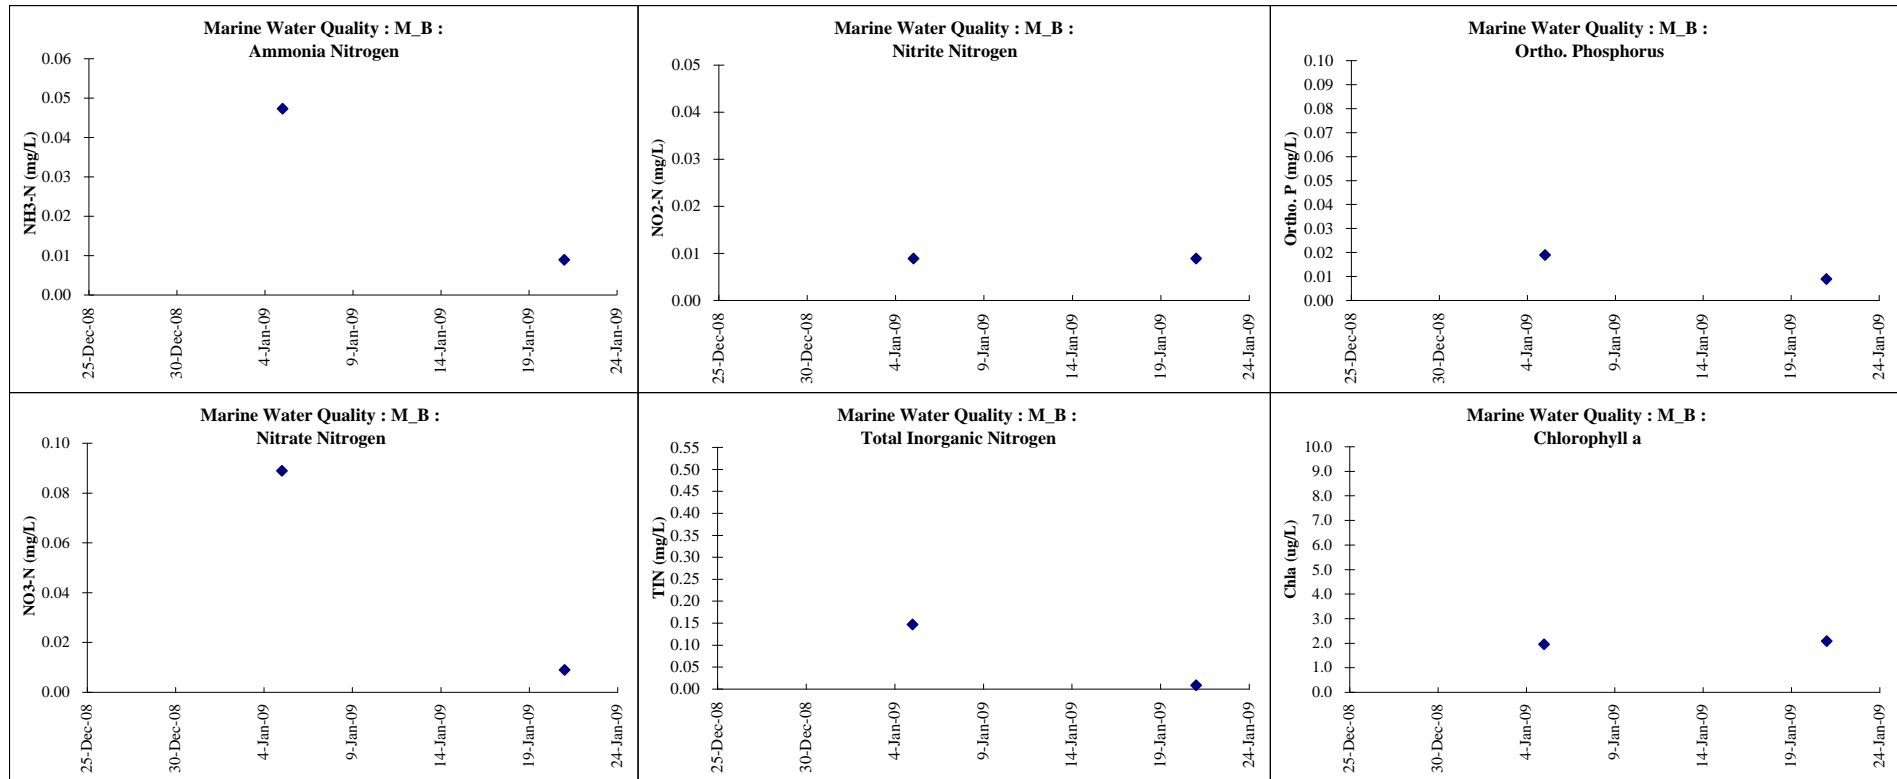 Marine Water Quality : M_B :
Ammonia Nitrogen
0.06
0.05
0.04
0.03
0.02
0.01
0.00
NH3-N (mg/L)
25-Dec-08
30-Dec-08
4-Jan-09
9-Jan-09
14-Jan-09
19-Jan-09
24-Jan-09
Marine Water Quality : M_B :
Nitrite Nitrogen
0.05
0.04
0.03
0.02
0.01
0.00
NO2-N (mg/L)
25-Dec-08
30-Dec-08
4-Jan-09
9-Jan-09
14-Jan-09
19-Jan-09
24-Jan-09
Marine Water Quality : M_B :
Ortho. Phosphorus
0.10
0.09
0.08
0.07
0.06
0.05
0.04
0.03
0.02
0.01
0.00
Ortho. P (mg/L)
25-Dec-08
30-Dec-08
4-Jan-09
9-Jan-09
14-Jan-09
19-Jan-09
24-Jan-09
Marine Water Quality : M_B :
Nitrate Nitrogen
0.10
0.08
0.06
0.04
0.02
0.00
NO3-N (mg/L)
25-Dec-08
30-Dec-08
4-Jan-09
9-Jan-09
14-Jan-09
19-Jan-09
24-Jan-09
Marine Water Quality : M_B :
Total Inorganic Nitrogen
0.55
0.50
0.45
0.40
0.35
0.30
0.25
0.20
0.15
0.10
0.05
0.00
TIN (mg/L)
25-Dec-08
30-Dec-08
4-Jan-09
9-Jan-09
14-Jan-09
19-Jan-09
24-Jan-09
Marine Water Quality : M_B :
Chlorophyll a
10.0
9.0
8.0
7.0
6.0
5.0
4.0
3.0
2.0
1.0
0.0
Chla (ug/L)
25-Dec-08
30-Dec-08
4-Jan-09
9-Jan-09
14-Jan-09
19-Jan-09
24-Jan-09